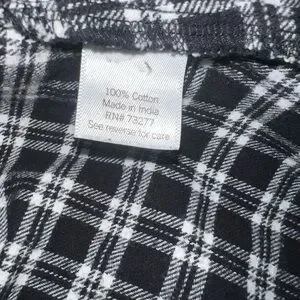 100% Cotton
Made in India
RN# 73277
See reverse for care